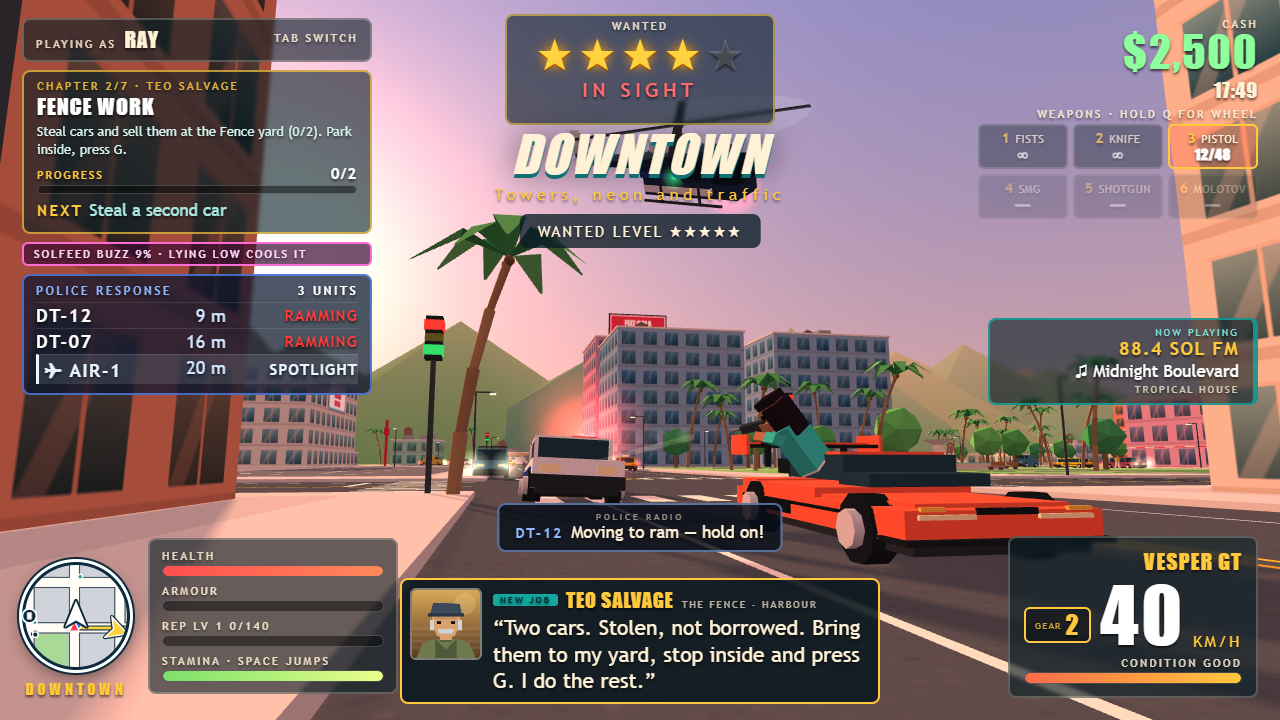 PLAYING AS RAY TAB SWITCH
CHAPTER 2/7 · TEO SALVAGE
FENCE WORK
Steal cars and sell them at the Fence yard (0/2). Park
inside, press G.
PROGRESS 0/2
NEXT Steal a second car
SOLFEED BUZZ 9% · LYING LOW COOLS IT
POLICE RESPONSE 3 UNITS
DT-12 9 m RAMMING
DT-07 16 m RAMMING
AIR-1 20 m SPOTLIGHT
WANTED
IN SIGHT
DOWNTOWN
Towers, neon and traffic
WANTED LEVEL ★★★★★
CASH
$2,500
17:49
WEAPONS · HOLD Q FOR WHEEL
1 FISTS ∞
2 KNIFE ∞
3 PISTOL 12/48
4 SMG —
5 SHOTGUN —
6 MOLOTOV —
NOW PLAYING
88.4 SOL FM
♫ Midnight Boulevard
TROPICAL HOUSE
POLICE RADIO
DT-12 Moving to ram — hold on!
DOWNTOWN
HEALTH
ARMOUR
REP LV 1 0/140
STAMINA · SPACE JUMPS
NEW JOB TEO SALVAGE THE FENCE · HARBOUR
“Two cars. Stolen, not borrowed. Bring
them to my yard, stop inside and press
G. I do the rest.”
VESPER GT
GEAR 2 40 KM/H
CONDITION GOOD